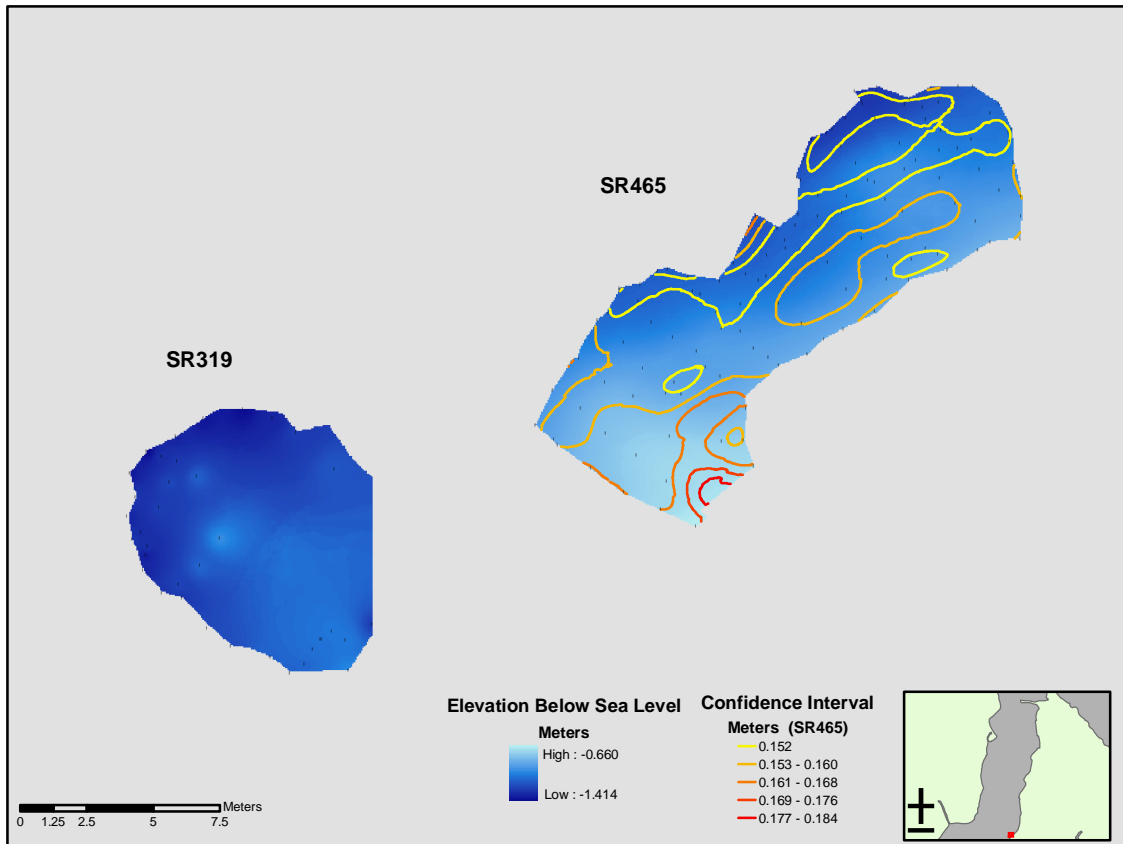 SR465
SR319
Elevation Below Sea Level
Meters
High : -0.660
Low : -1.414
Confidence Interval
Meters (SR465)
0.152
0.153 - 0.160
0.161 - 0.168
0.169 - 0.176
0.177 - 0.184
Meters
0 1.25 2.5 5 7.5